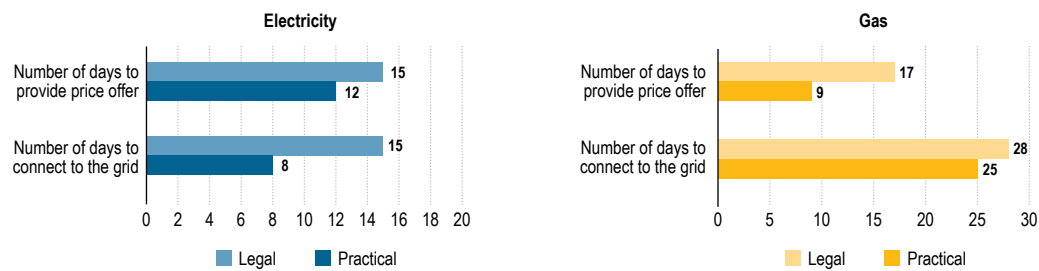 Electricity
Number of days to
provide price offer
15
12
Number of days to
connect to the grid
15
8
0 2 4 6 8 10 12 14 16 18 20
Legal Practical
Gas
Number of days to
provide price offer
17
9
Number of days to
connect to the grid
28
25
0 5 10 15 20 25 30
Legal Practical